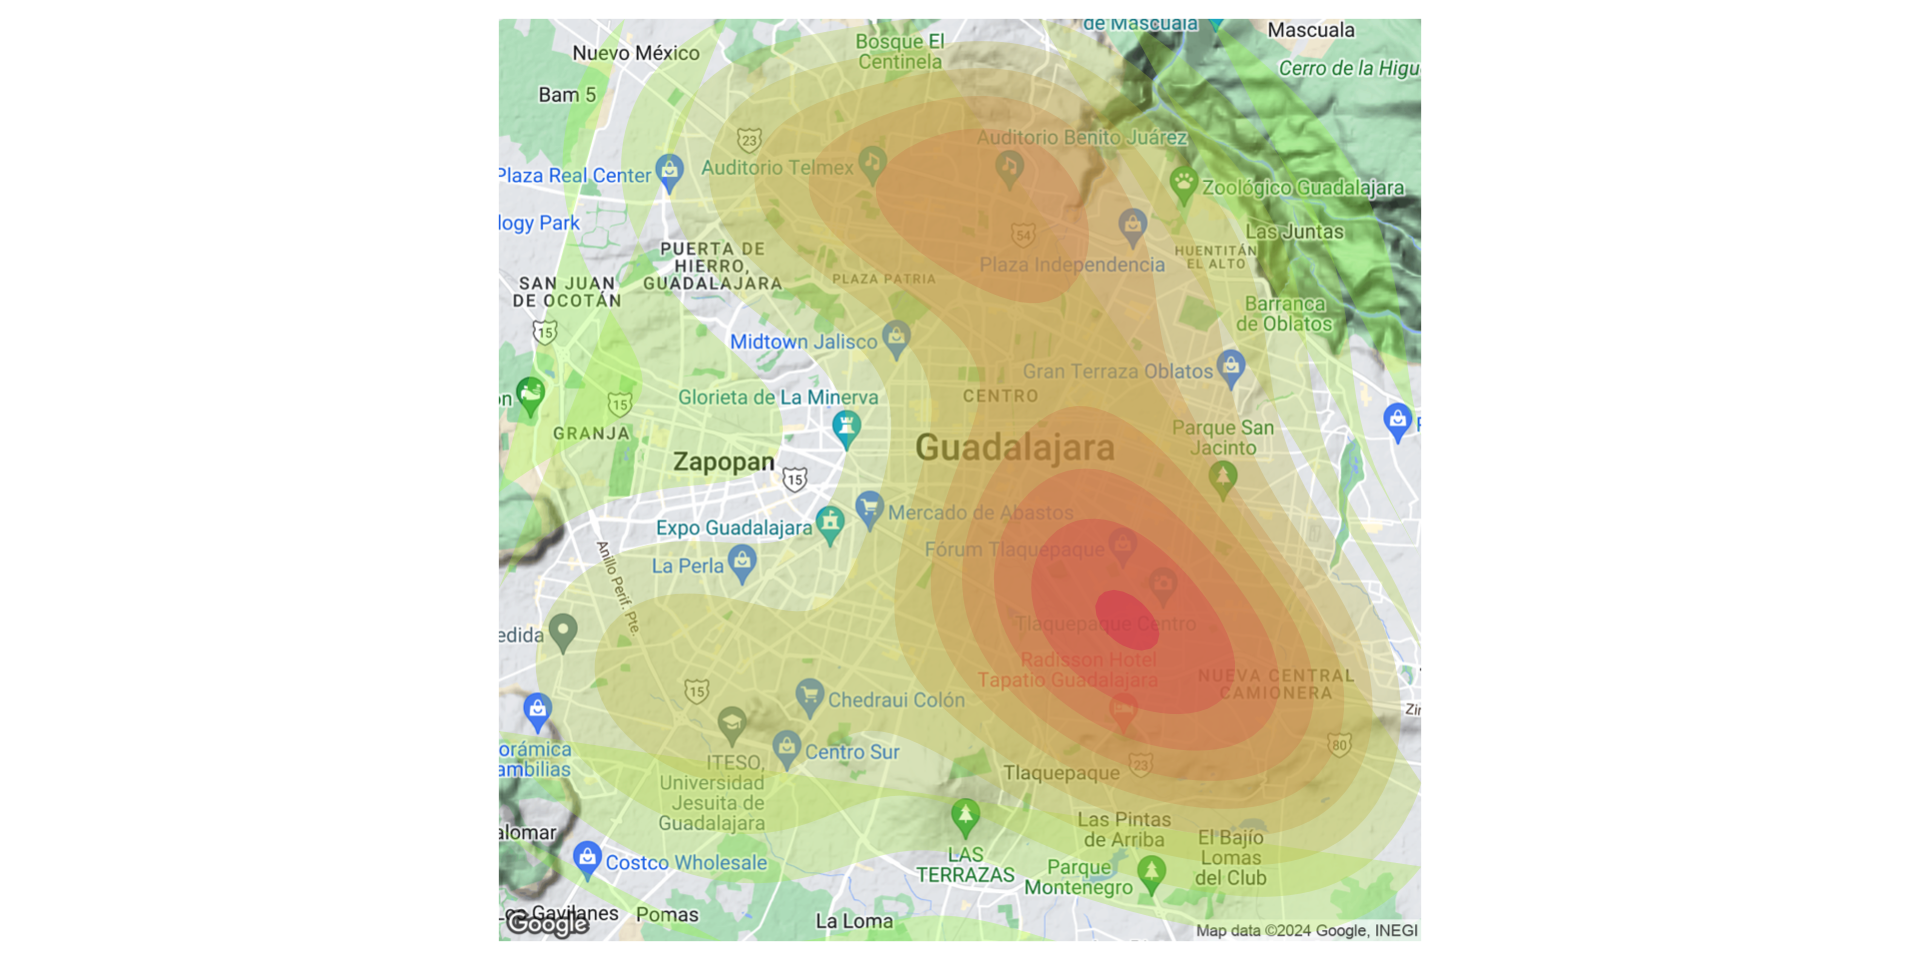 de Mascuala
Mascuala
Nuevo México
Bosque El
Centinela
Cerro de la Higu
Bam 5
23
Auditorio Benito Juárez
Auditorio Telmex
Plaza Real Center
Zoológico Guadalajara
logy Park
54
Las Juntas
PUERTA DE
HIERRO,
GUADALAJARA
HUENTITÁN
EL ALTO
Plaza Independencia
PLAZA PATRIA
SAN JUAN
DE OCOTÁN
Barranca
de Oblatos
15
Midtown Jalisco
Gran Terraza Oblatos
Glorieta de La Minerva
CENTRO
on
15
F
GRANJA
Parque San
Jacinto
Guadalajara
Zapopan
15
Mercado de Abastos
Expo Guadalajara
Fórum Tlaquepaque
La Perla
Anillo Perif. Pte.
Tlaquepaque Centro
edida
Radisson Hotel
Tapatio Guadalajara
NUEVA CENTRAL
CAMIONERA
15
Chedraui Colón
Zir
orámica
ambilias
Centro Sur
80
ITESO,
Universidad
Jesuita de
Guadalajara
Tlaquepaque
23
Las Pintas
de Arriba
alomar
El Bajío
Lomas
del Club
LAS
TERRAZAS
Costco Wholesale
Parque
Montenegro
Los Gavilanes
Pomas
La Loma
Google
Map data ©2024 Google, INEGI